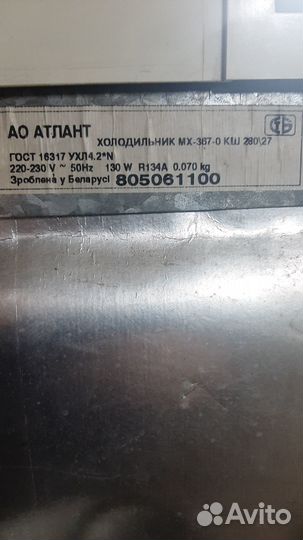 АО АТЛАНТ
ХОЛОДИЛЬНИК МХ-367-0 КШ 280\27
ГОСТ 16317 УХЛ4.2*N
220-230 V ~ 50Hz 130 W R134A 0.070 kg
Зроблена у Беларусі 805061100
Avito